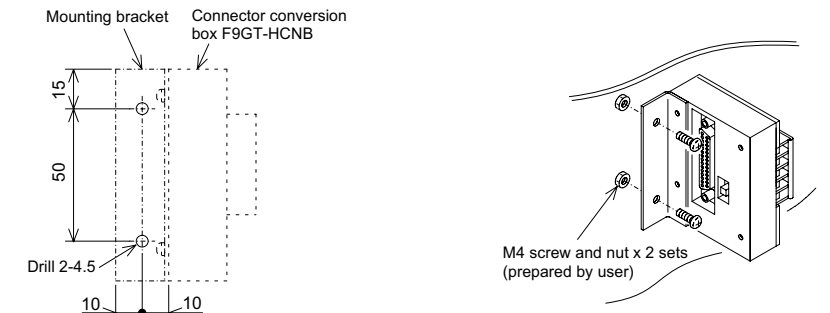 Mounting bracket
Connector conversion
box F9GT-HCNB
15
50
Drill 2-4.5
10
10
M4 screw and nut x 2 sets
(prepared by user)